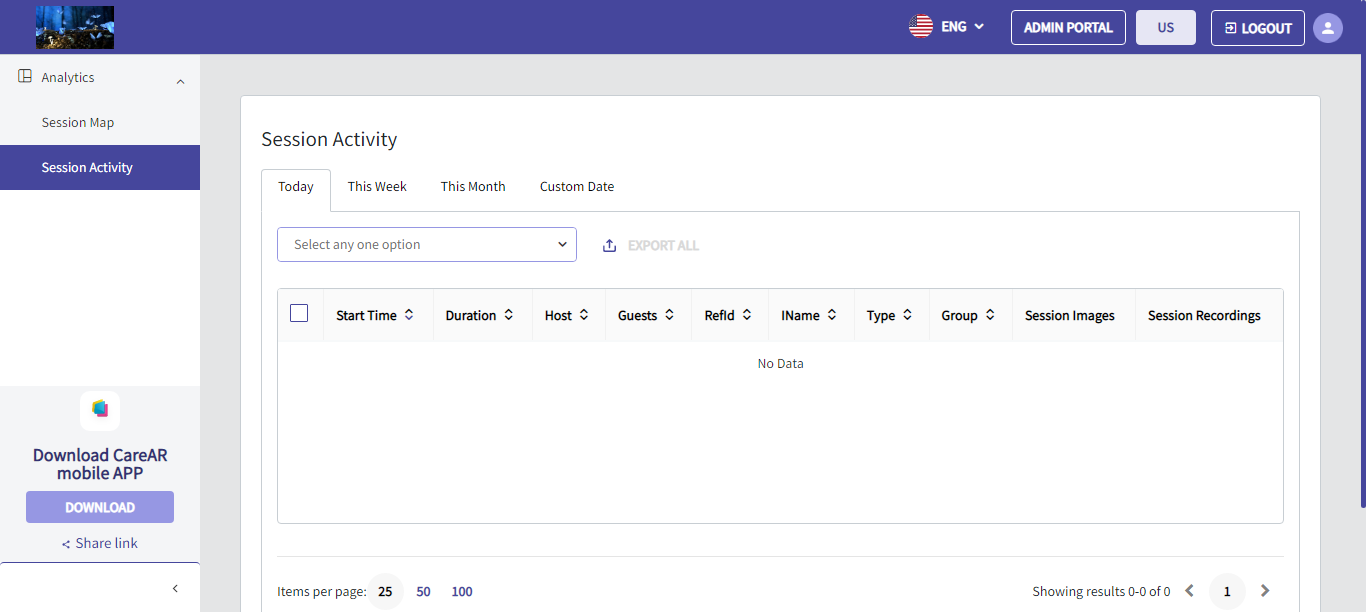 ENG
ADMIN PORTAL
US
LOGOUT
Analytics
Session Map
Session Activity
Download CareAR
mobile APP
DOWNLOAD
Share link
Session Activity
Today This Week This Month Custom Date
Select any one option
EXPORT ALL
Start Time Duration Host Guests RefId IName Type Group Session Images Session Recordings
No Data
Items per page: 25 50 100
Showing results 0-0 of 0 1